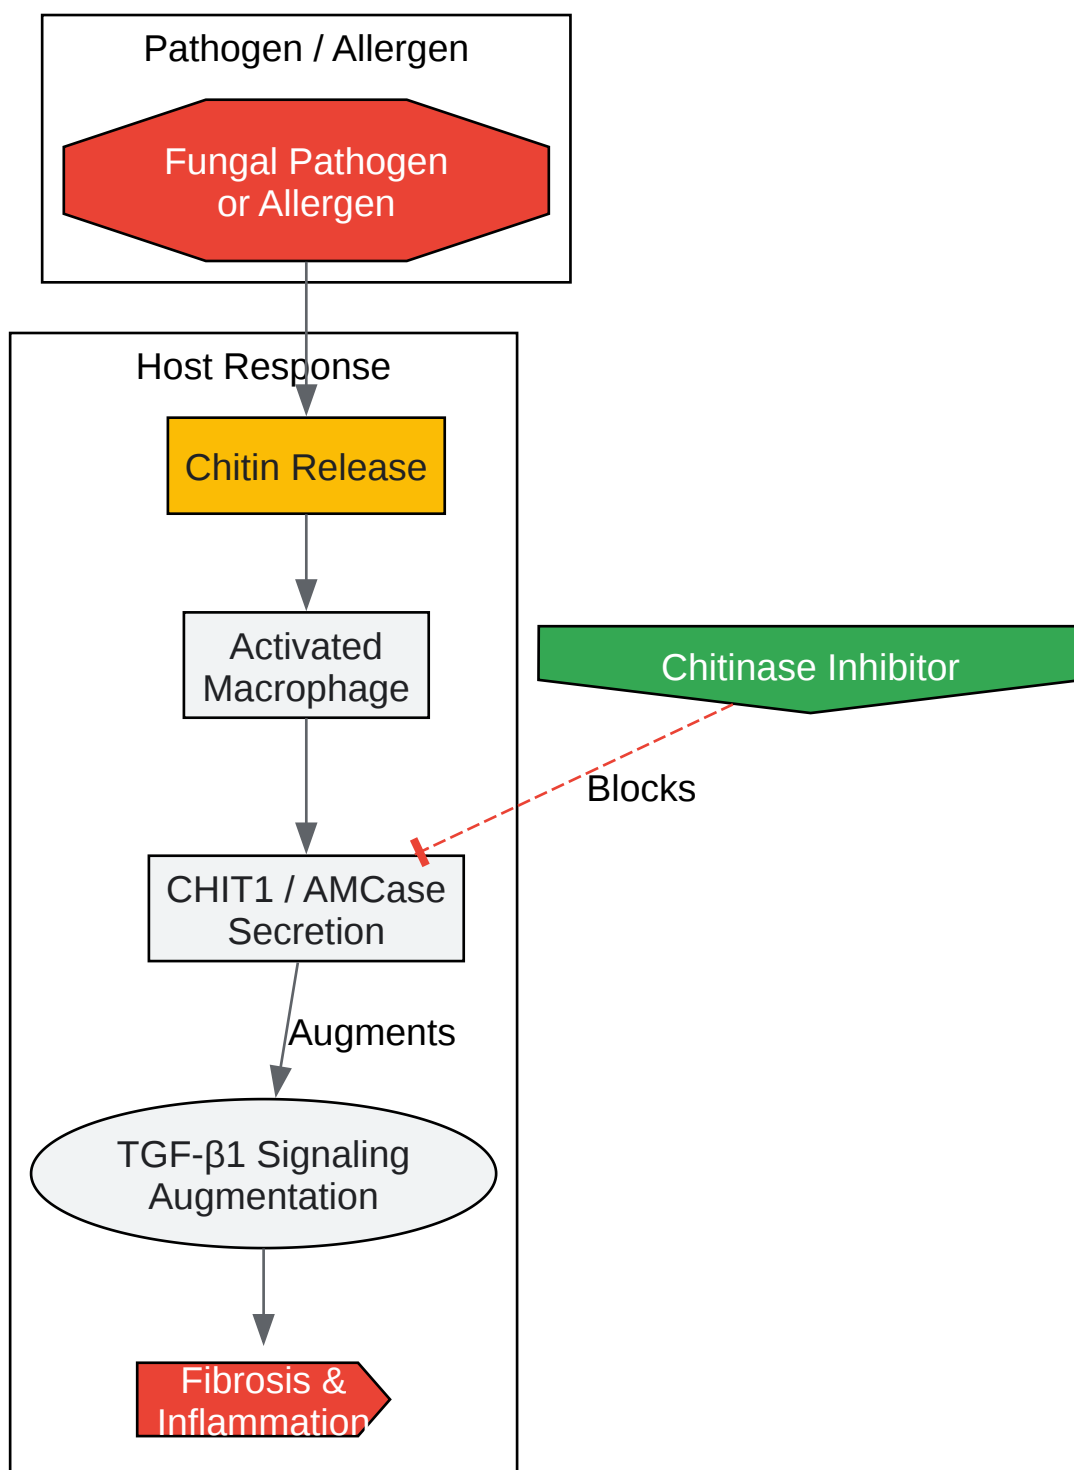 Pathogen / Allergen
Fungal Pathogen
or Allergen
Host Response
Chitin Release
Activated
Macrophage
Chitinase Inhibitor
Blocks
CHIT1 / AMCase
Secretion
Augments
TGF-β1 Signaling
Augmentation
Fibrosis &
Inflammation